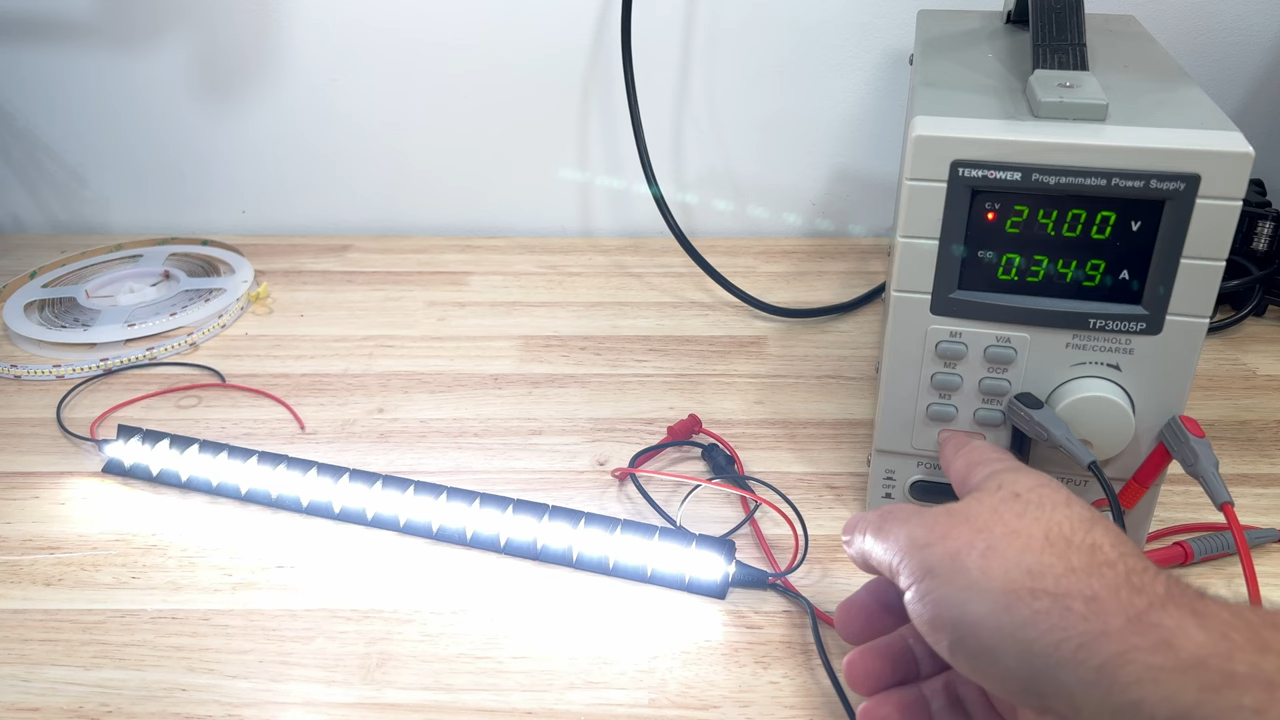 TEKPOWER Programmable Power Supply
C.V 24.00 V
C.C 0.349 A
TP3005P
PUSH/HOLD
FINE/COARSE
M1 V/A
M2 OCP
M3
ON
OFF